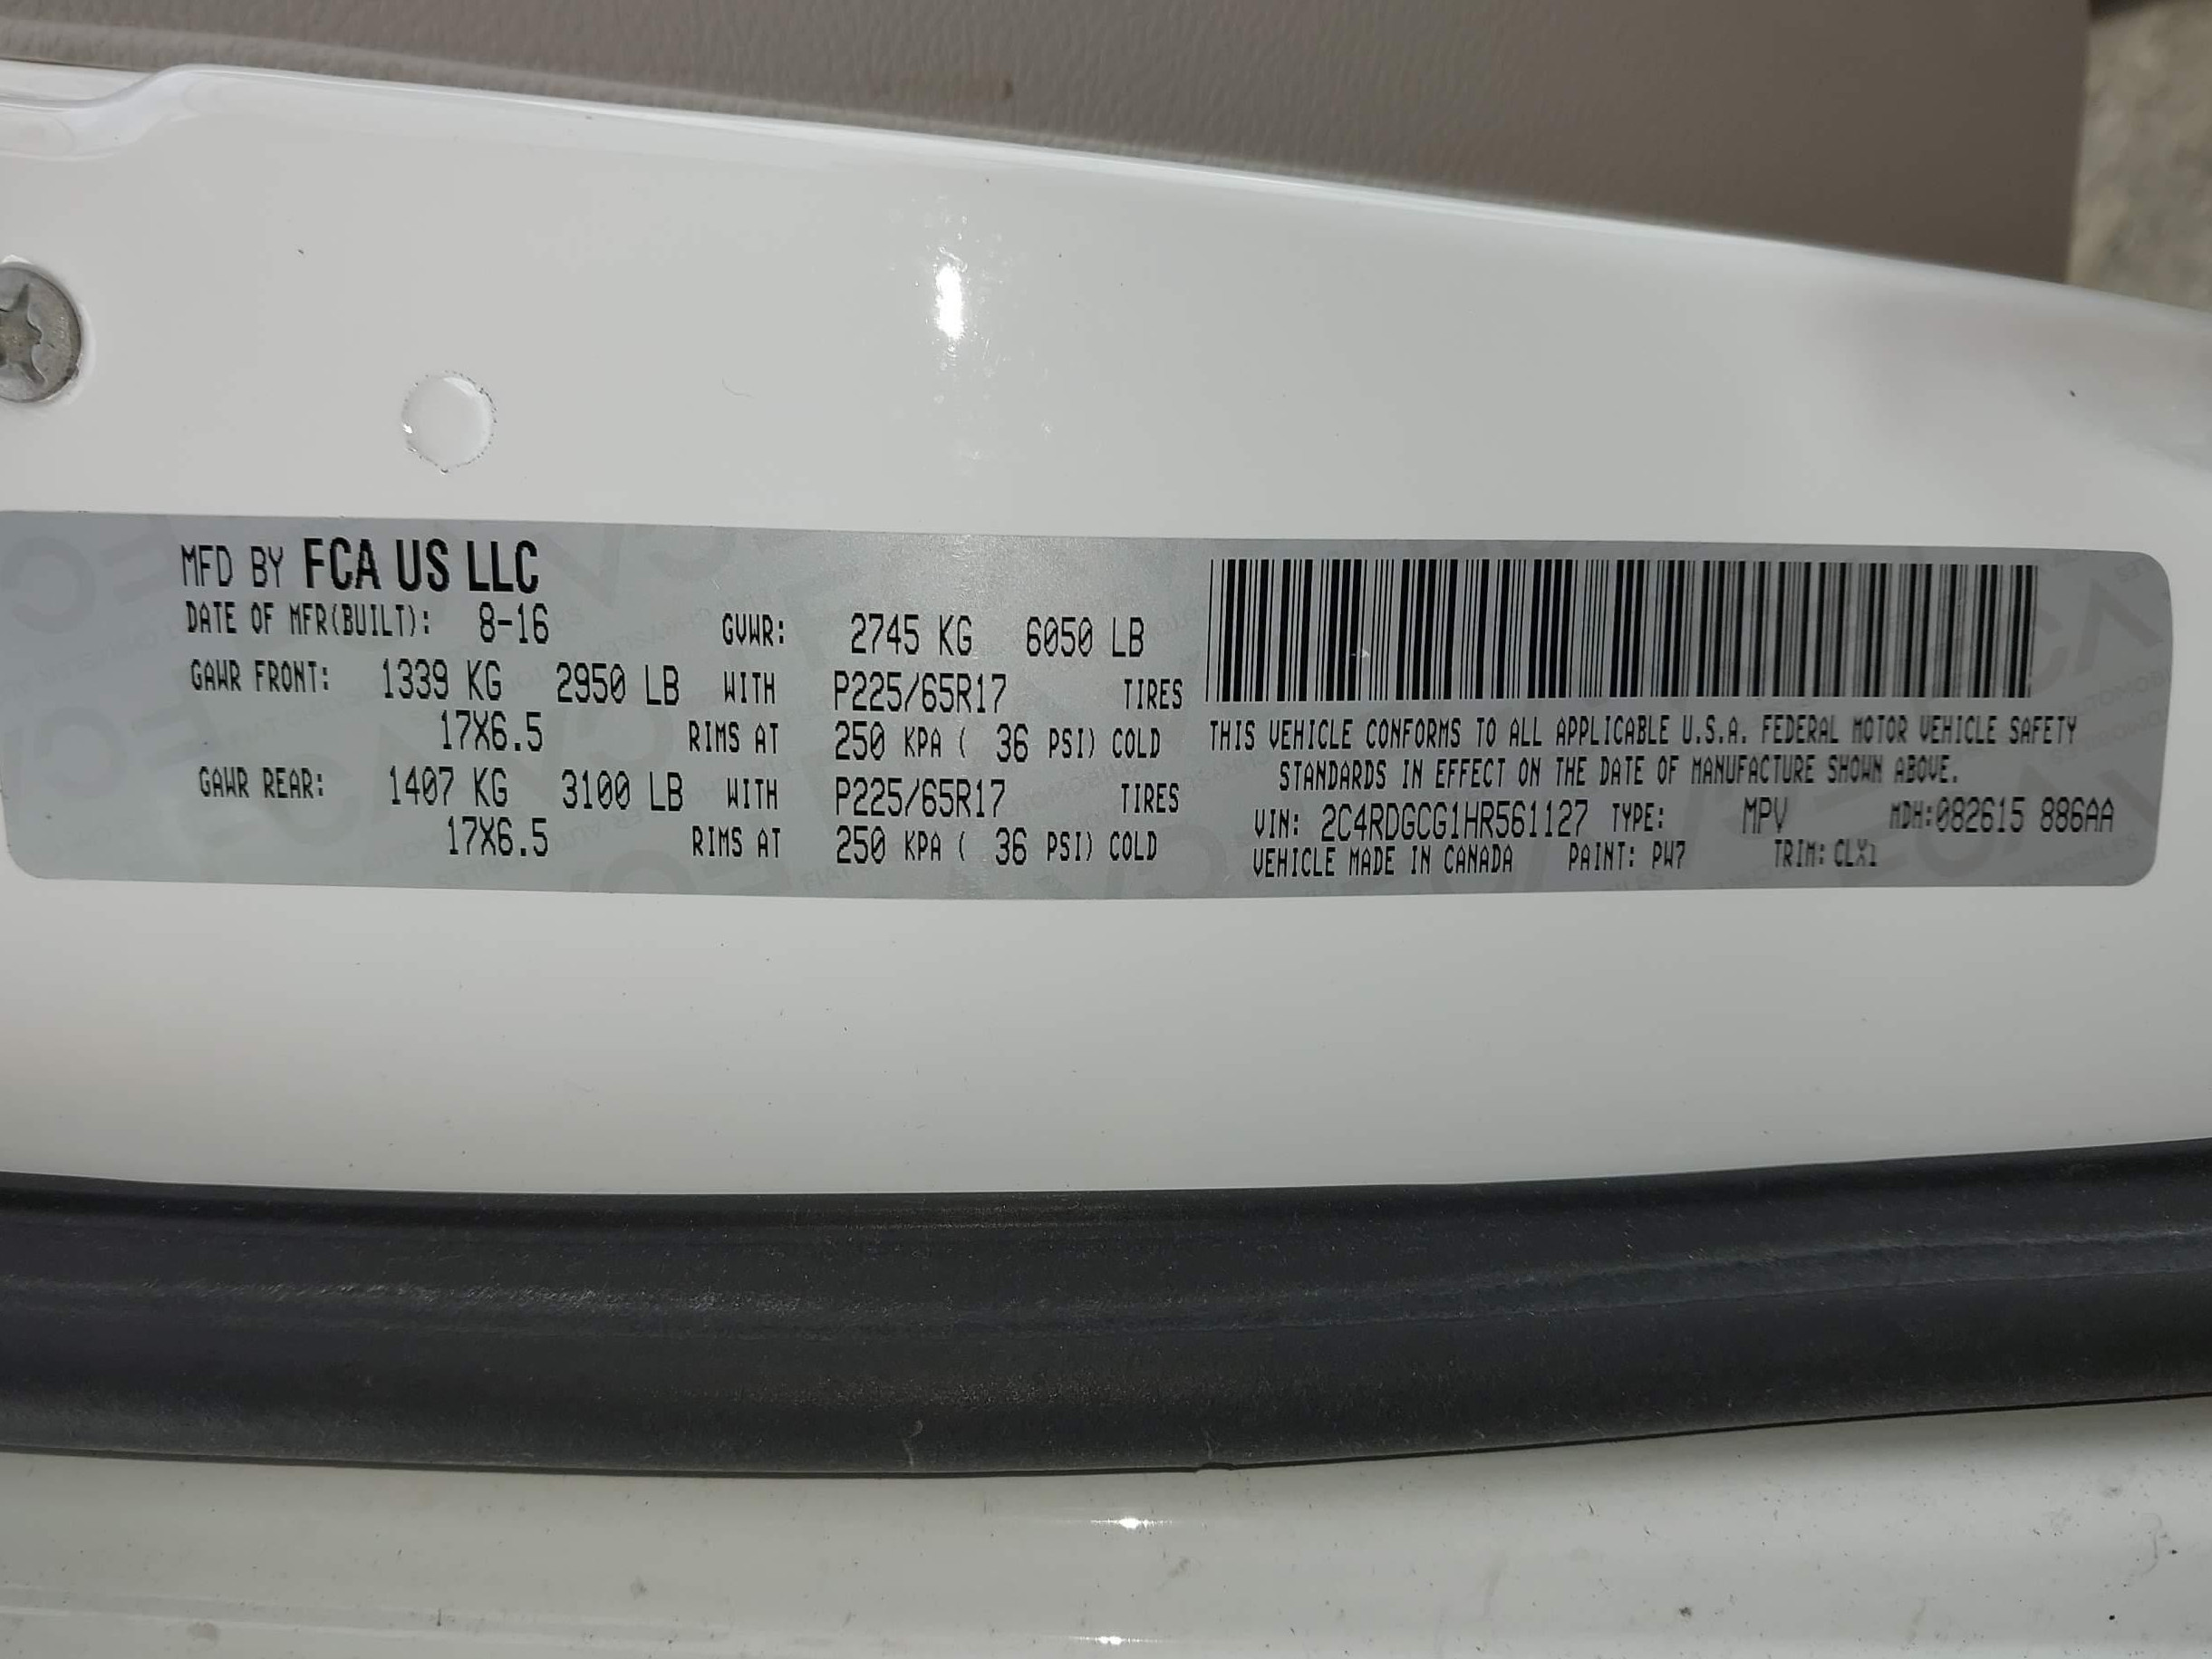 MFD BY FCA US LLC
DATE OF MFR(BUILT): 8-16 GVWR: 2745 KG 6050 LB
GAWR FRONT: 1339 KG 2950 LB WITH P225/65R17 TIRES
17X6.5 RIMS AT 250 KPA ( 36 PSI) COLD
GAWR REAR: 1407 KG 3100 LB WITH P225/65R17 TIRES
17X6.5 RIMS AT 250 KPA ( 36 PSI) COLD
THIS VEHICLE CONFORMS TO ALL APPLICABLE U.S.A. FEDERAL MOTOR VEHICLE SAFETY
STANDARDS IN EFFECT ON THE DATE OF MANUFACTURE SHOWN ABOVE.
VIN: 2C4RDGCG1HR561127 TYPE: MPV MDH:082615 886AA
VEHICLE MADE IN CANADA PAINT: PW7 TRIM: CLX1